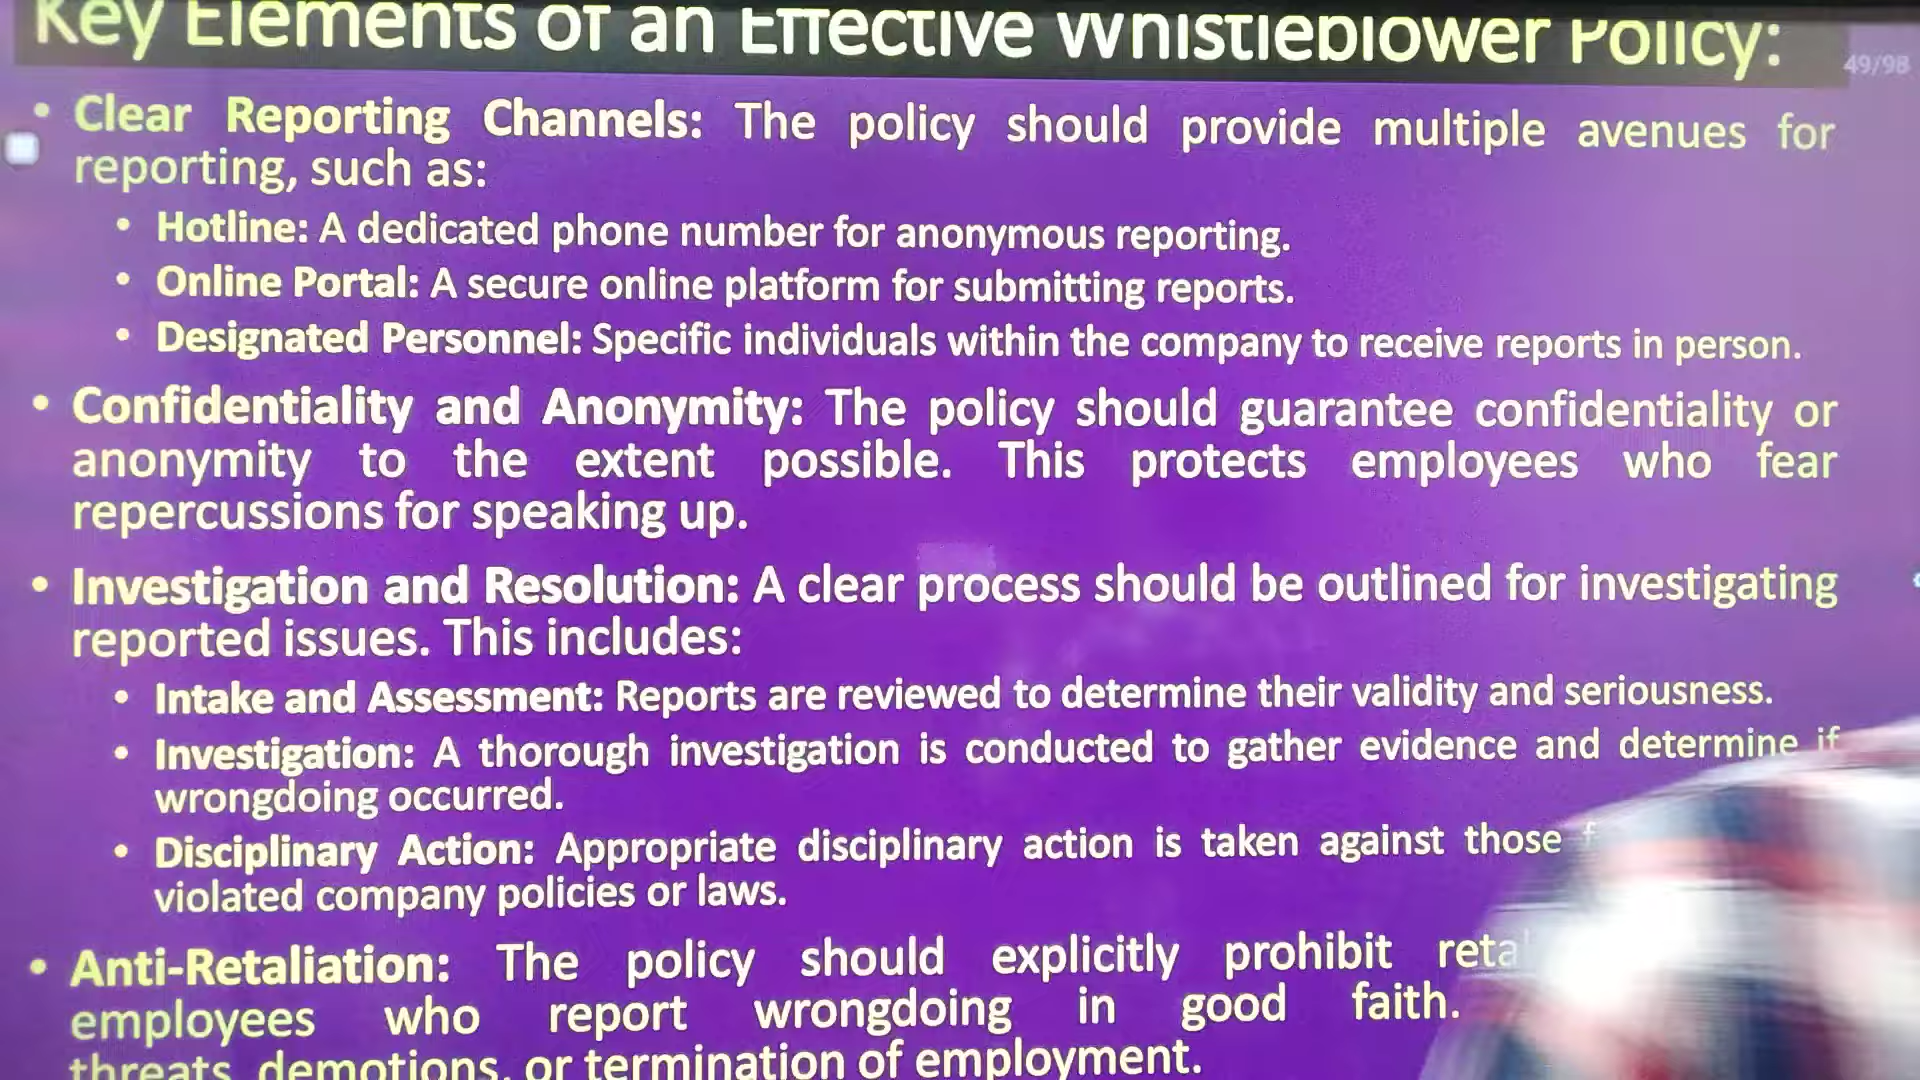 Key Elements of an Effective Whistleblower Policy:
49/98
• Clear Reporting Channels: The policy should provide multiple avenues for
reporting, such as:
• Hotline: A dedicated phone number for anonymous reporting.
• Online Portal: A secure online platform for submitting reports.
• Designated Personnel: Specific individuals within the company to receive reports in person.
• Confidentiality and Anonymity: The policy should guarantee confidentiality or
anonymity to the extent possible. This protects employees who fear
repercussions for speaking up.
• Investigation and Resolution: A clear process should be outlined for investigating
reported issues. This includes:
• Intake and Assessment: Reports are reviewed to determine their validity and seriousness.
• Investigation: A thorough investigation is conducted to gather evidence and determine if
wrongdoing occurred.
• Disciplinary Action: Appropriate disciplinary action is taken against those
violated company policies or laws.
• Anti-Retaliation: The policy should explicitly prohibit
employees who report wrongdoing in good faith.
threats, demotions, or termination of employment.